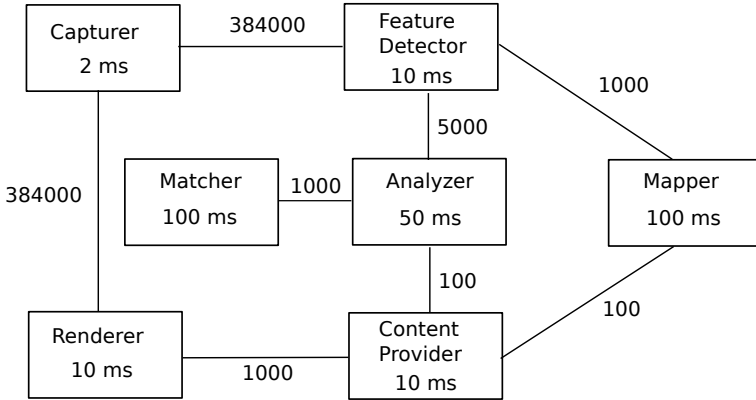 Capturer
2 ms
384000
Feature
Detector
10 ms
1000
5000
384000
Matcher
100 ms
1000
Analyzer
50 ms
Mapper
100 ms
100
100
Renderer
10 ms
1000
Content
Provider
10 ms